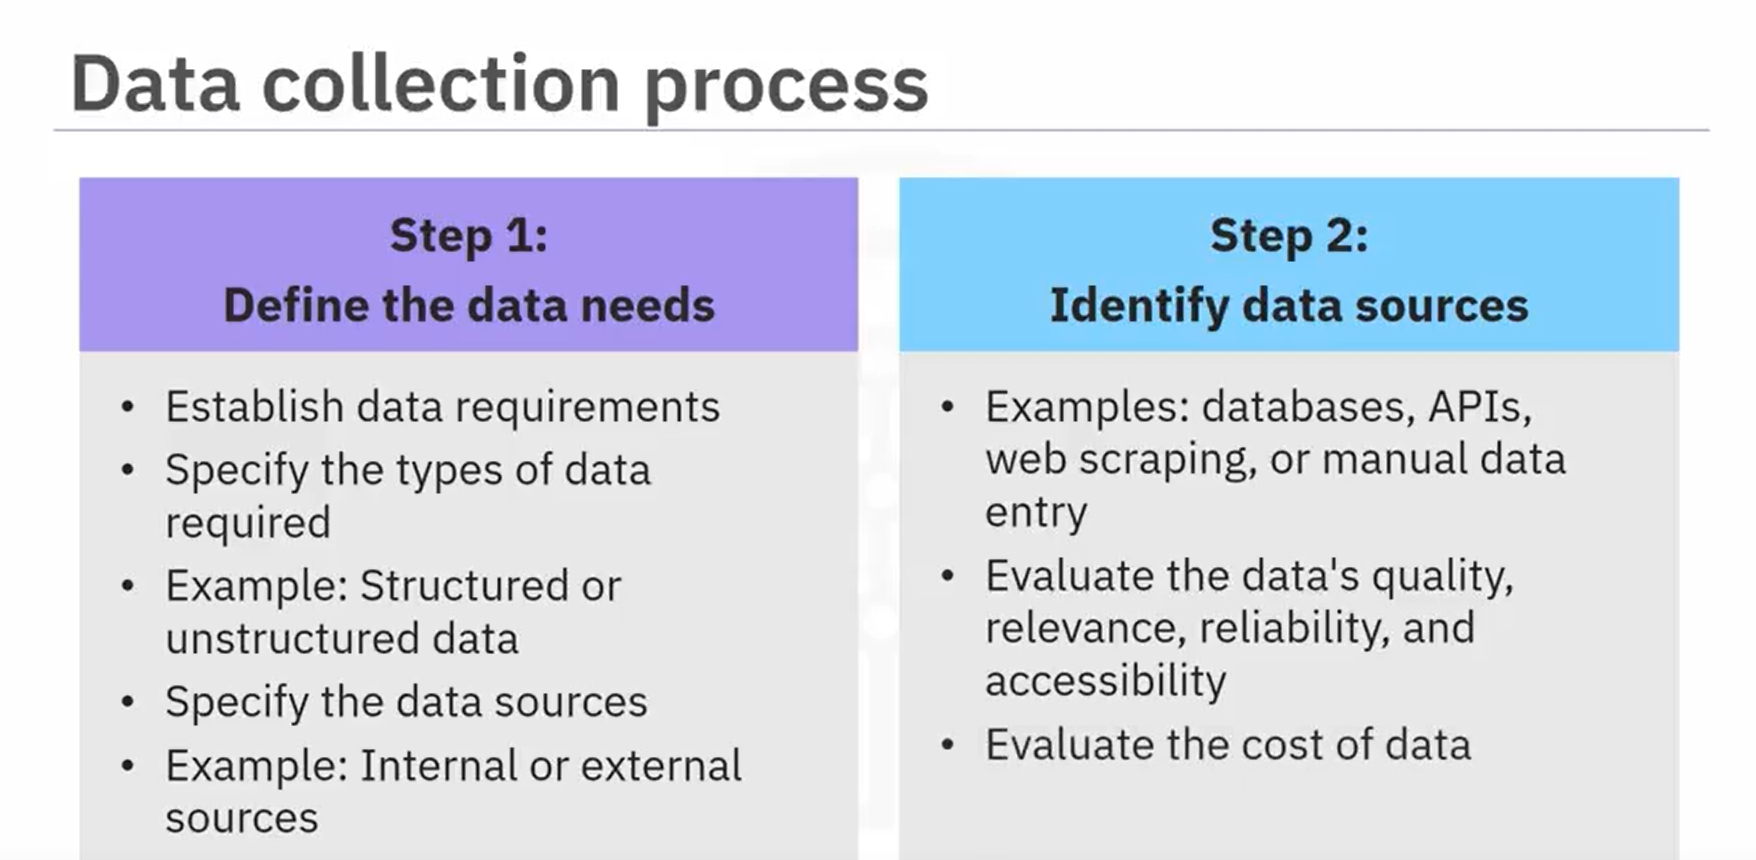 Data collection process
Step 1:
Define the data needs
• Establish data requirements
• Specify the types of data
required
• Example: Structured or
unstructured data
• Specify the data sources
• Example: Internal or external
sources
Step 2:
Identify data sources
• Examples: databases, APIs,
web scraping, or manual data
entry
• Evaluate the data's quality,
relevance, reliability, and
accessibility
• Evaluate the cost of data